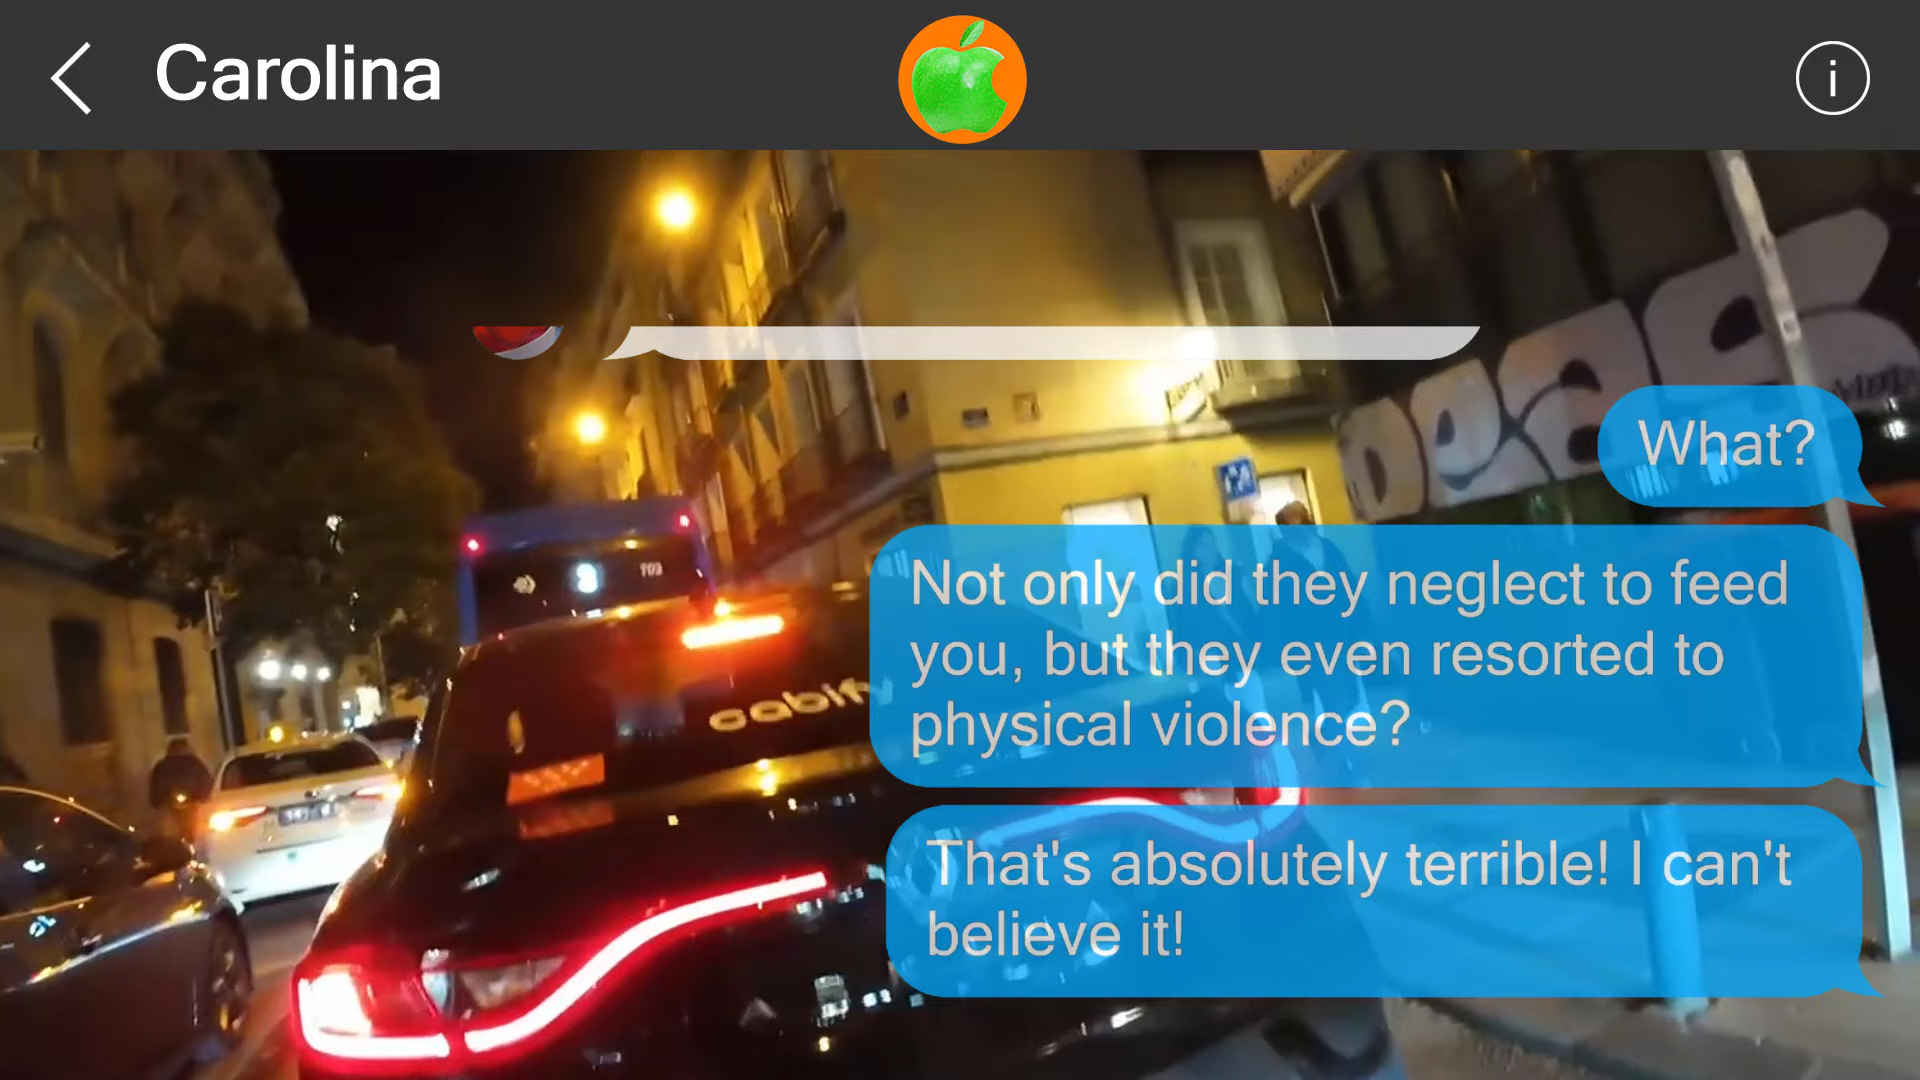 Carolina
i
What?
Not only did they neglect to feed
you, but they even resorted to
physical violence?
That's absolutely terrible! I can't
believe it!
703
cabify